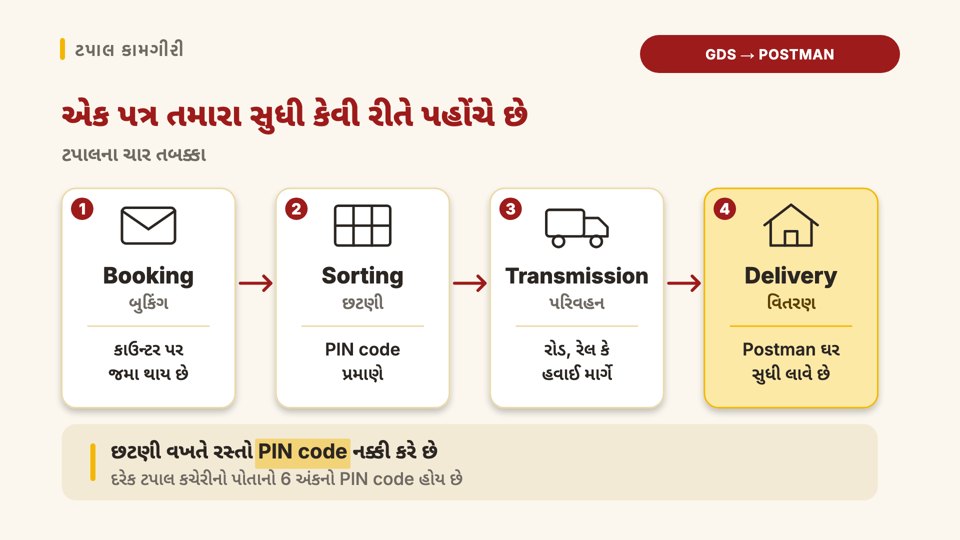 ટપાલ કામગીરી
GDS → POSTMAN
એક પત્ર તમારા સુધી કેવી રીતે પહોંચે છે
ટપાલના ચાર તબક્કા
1
Booking
બુકિંગ
કાઉન્ટર પર
જમા થાય છે
2
Sorting
છટણી
PIN code
પ્રમાણે
3
Transmission
પરિવહન
રોડ, રેલ કે
હવાઈ માર્ગે
4
Delivery
વિતરણ
Postman ઘર
સુધી લાવે છે
છટણી વખતે રસ્તો PIN code નક્કી કરે છે
દરેક ટપાલ કચેરીનો પોતાનો 6 અંકનો PIN code હોય છે